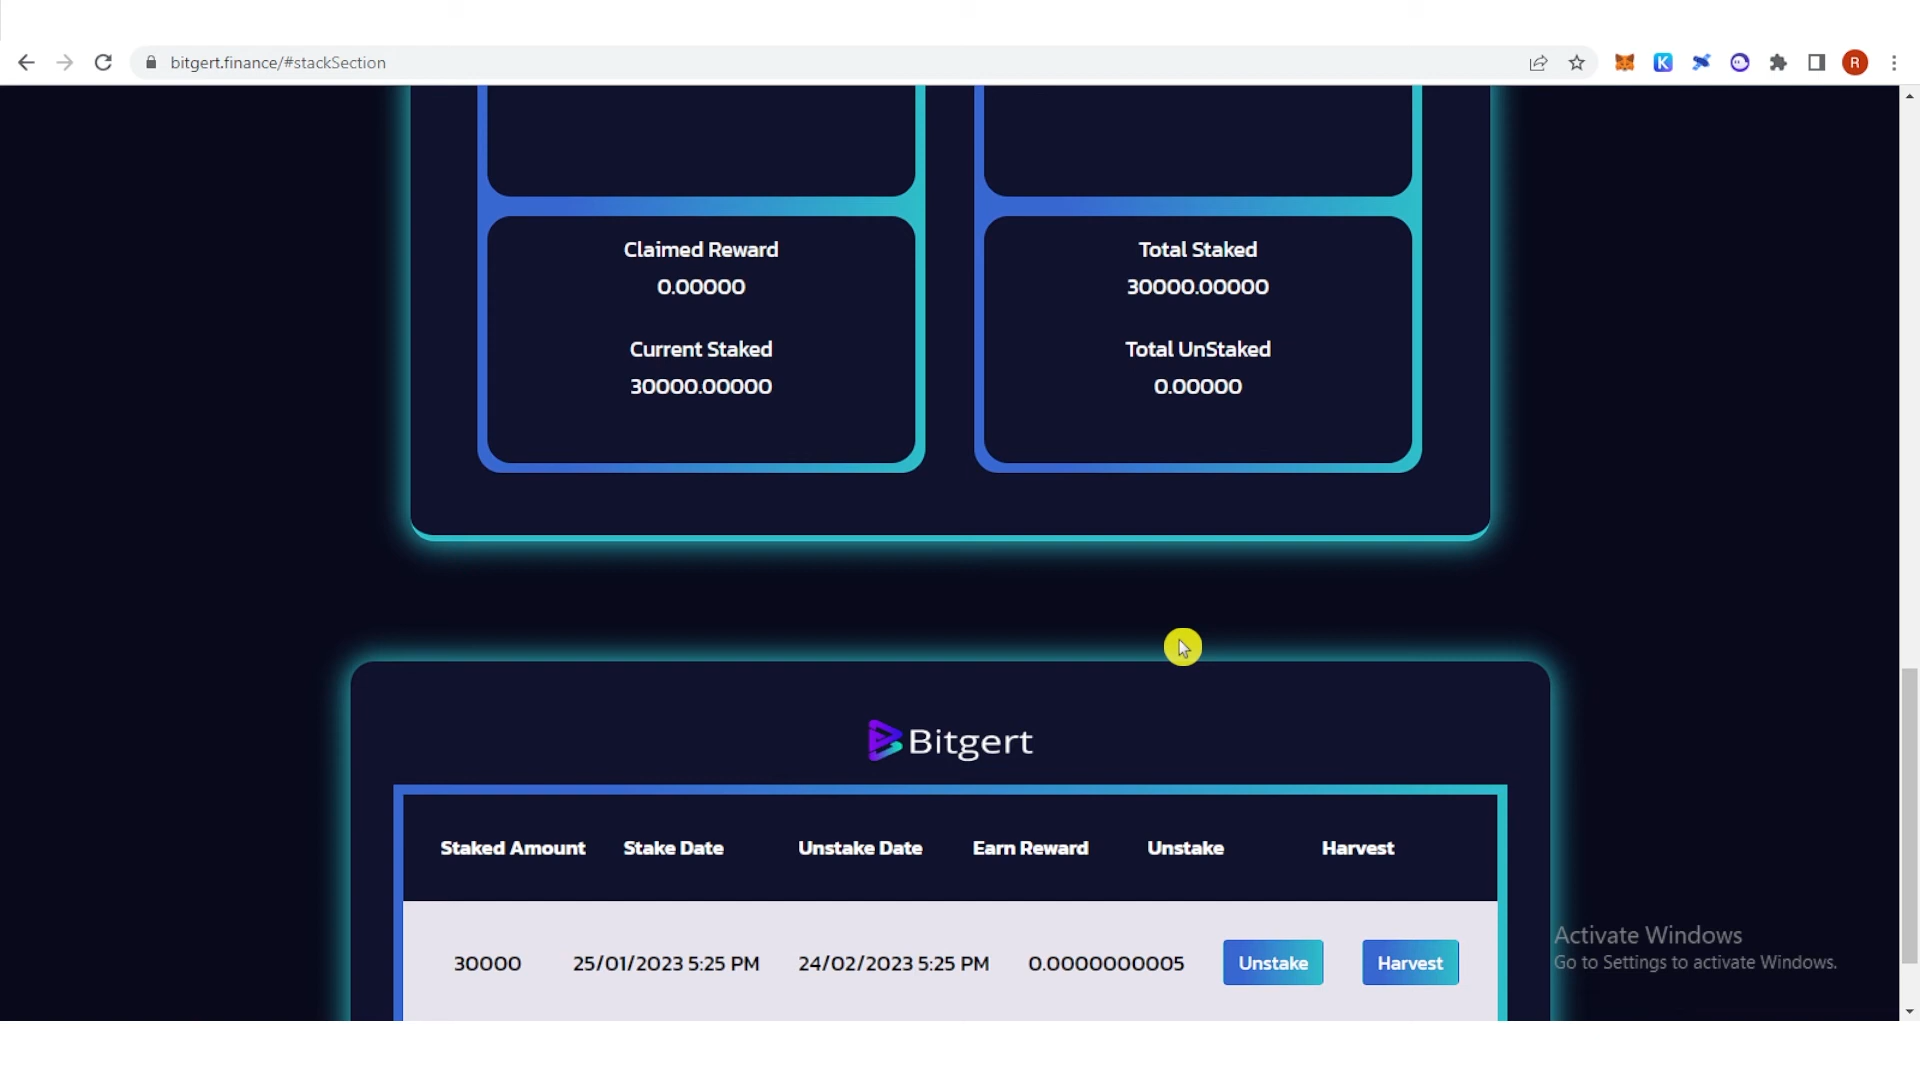 bitgert.finance/#stackSection
K
R
Claimed Reward
0.00000
Total Staked
30000.00000
Current Staked
30000.00000
Total UnStaked
0.00000
Bitgert
Staked Amount Stake Date Unstake Date Earn Reward Unstake Harvest
30000 25/01/2023 5:25 PM 24/02/2023 5:25 PM 0.0000000005 Unstake Harvest
Activate Windows
Go to Settings to activate Windows.